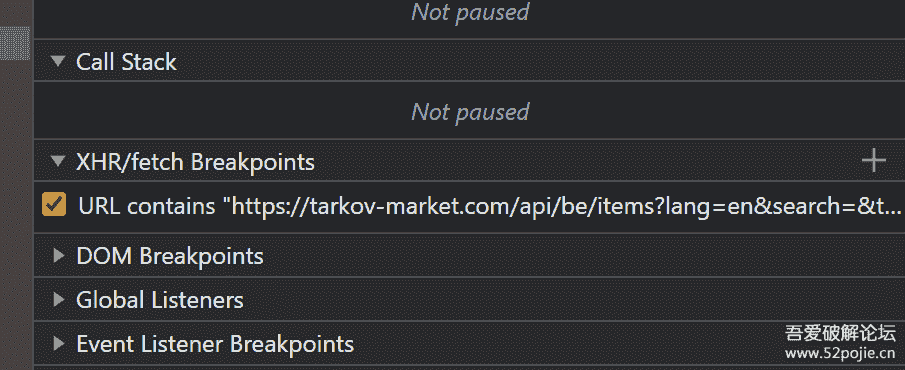 Not paused
Call Stack
Not paused
XHR/fetch Breakpoints
URL contains "https://tarkov-market.com/api/be/items?lang=en&search=&t...
DOM Breakpoints
Global Listeners
Event Listener Breakpoints
吾爱破解论坛
www.52pojie.cn